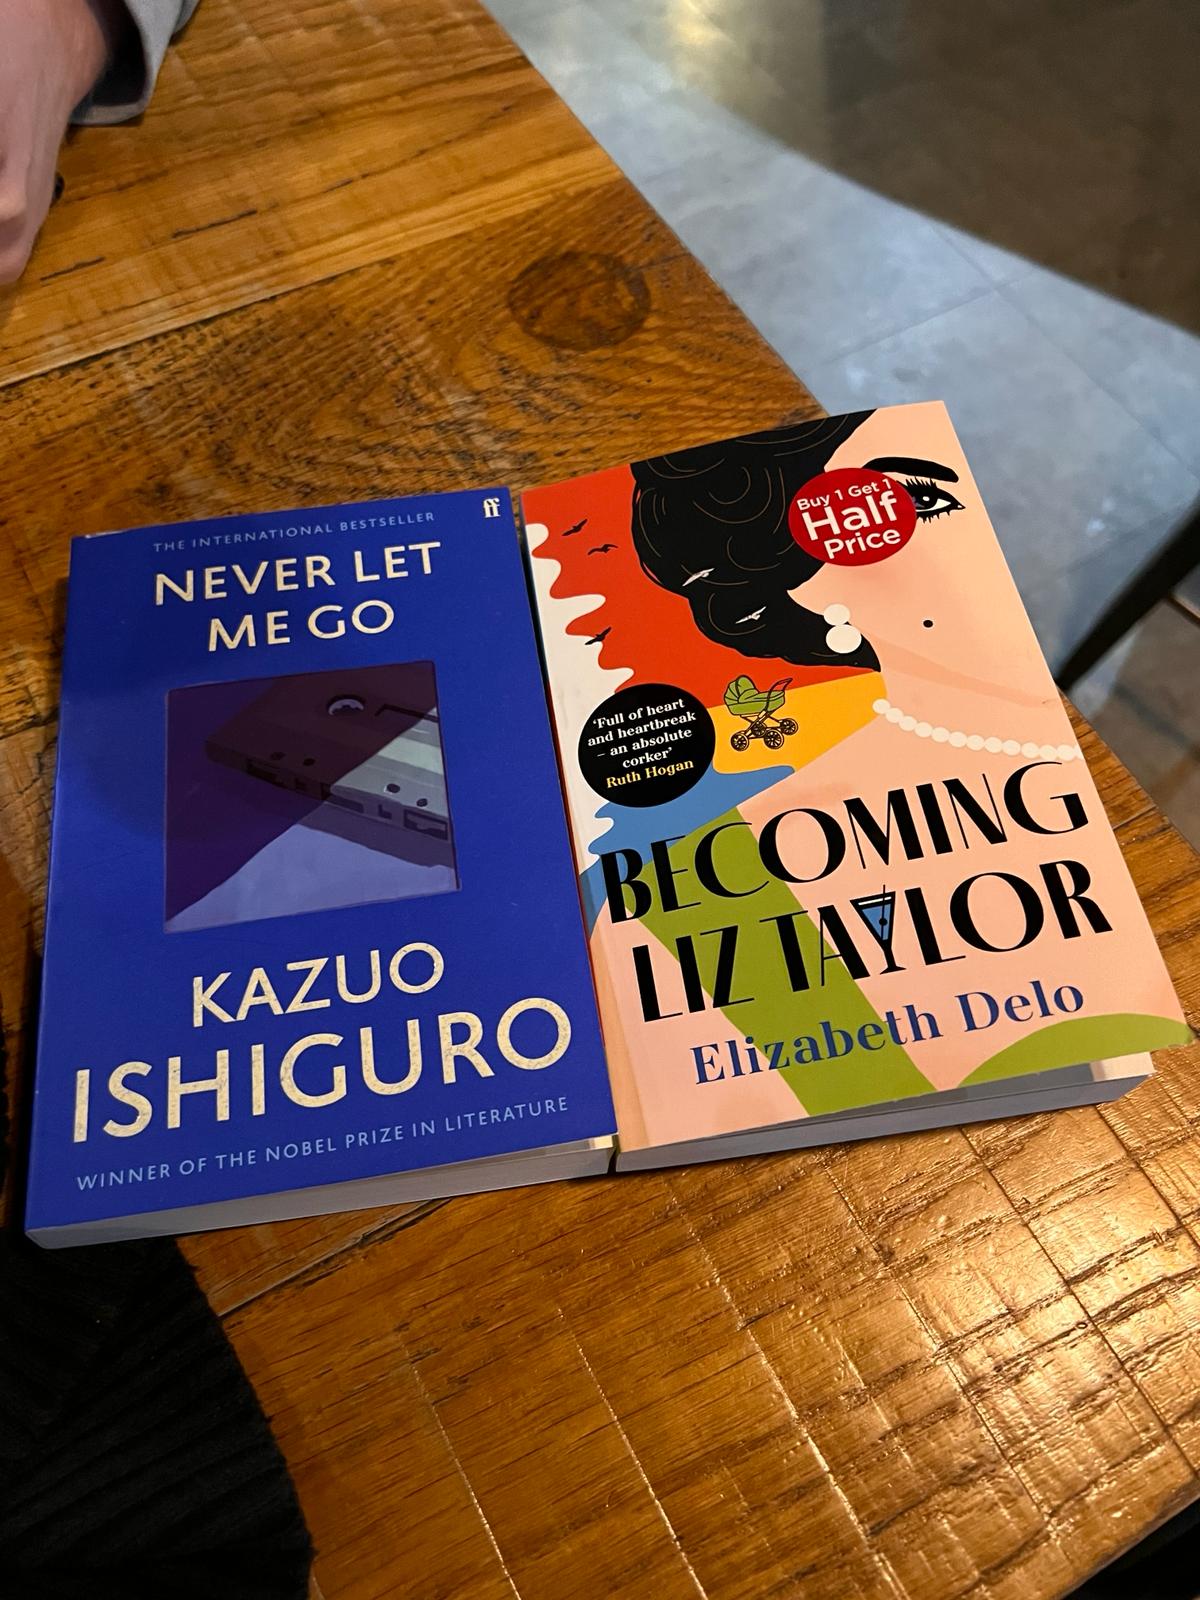 THE INTERNATIONAL BESTSELLER
ff
NEVER LET
ME GO
KAZUO
ISHIGURO
WINNER OF THE NOBEL PRIZE IN LITERATURE
Buy 1 Get 1
Half
Price
‘Full of heart
and heartbreak
– an absolute
corker’
Ruth Hogan
BECOMING
LIZ TAYLOR
Elizabeth Delo